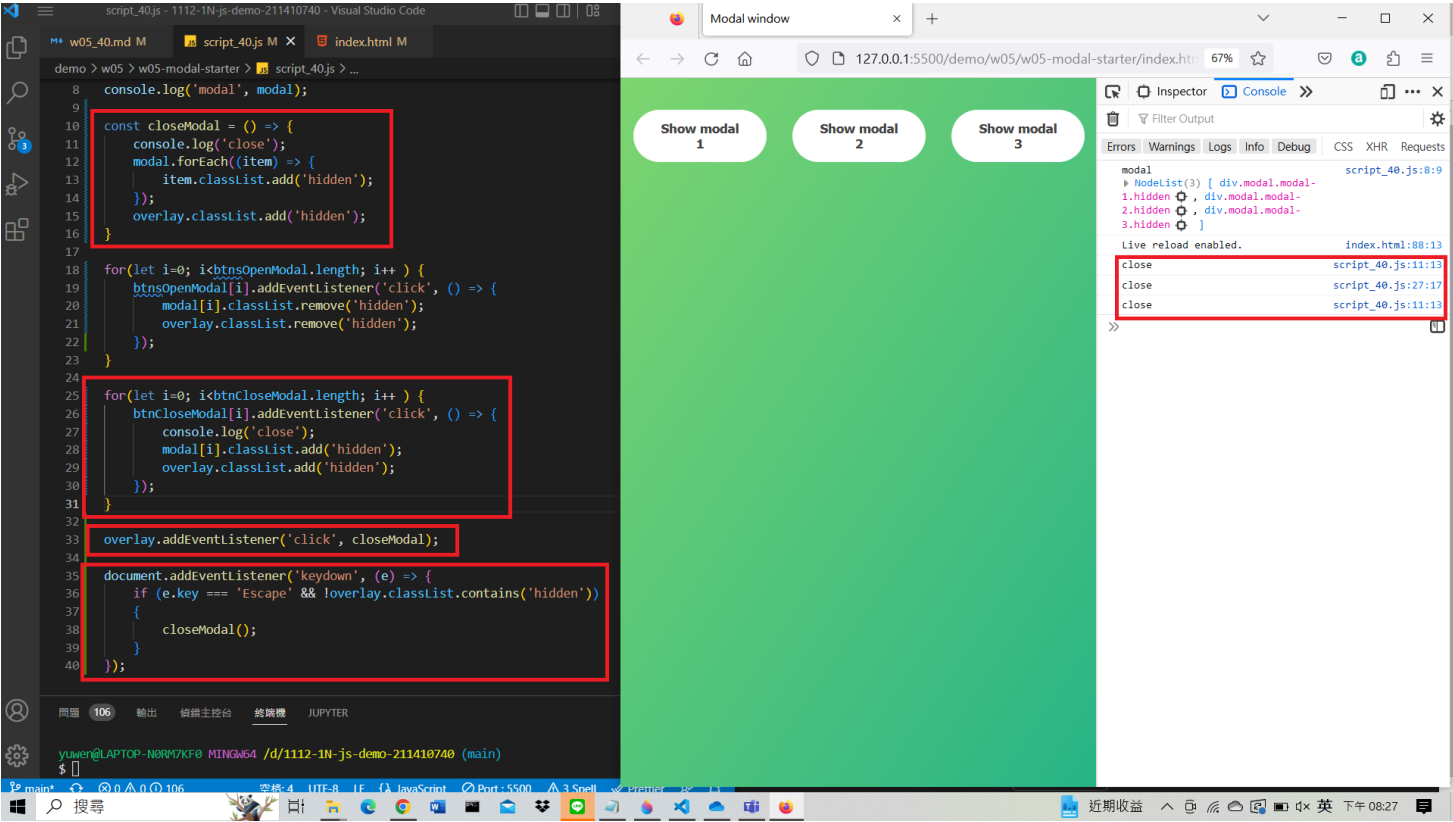 script_40.js - 1112-1N-js-demo-211410740 - Visual Studio Code
w05_40.md M
JS script_40.js M
index.html M
demo > w05 > w05-modal-starter > JS script_40.js > ...
8 console.log('modal', modal);
9
10 const closeModal = () => {
11 console.log('close');
12 modal.forEach((item) => {
13 item.classList.add('hidden');
14 });
15 overlay.classList.add('hidden');
16 }
17
18 for(let i=0; i<btnsOpenModal.length; i++ ) {
19 btnsOpenModal[i].addEventListener('click', () => {
20 modal[i].classList.remove('hidden');
21 overlay.classList.remove('hidden');
22 });
23 }
24
25 for(let i=0; i<btnCloseModal.length; i++ ) {
26 btnCloseModal[i].addEventListener('click', () => {
27 console.log('close');
28 modal[i].classList.add('hidden');
29 overlay.classList.add('hidden');
30 });
31 }
32
33 overlay.addEventListener('click', closeModal);
34
35 document.addEventListener('keydown', (e) => {
36 if (e.key === 'Escape' && !overlay.classList.contains('hidden'))
37 {
38 closeModal();
39 }
40 });
3
問題 106 輸出 偵錯主控台 終端機 JUPYTER
yuwen@LAPTOP-N0RM7KF0 MINGW64 /d/1112-1N-js-demo-211410740 (main)
$
main* 0 0 106 空格: 4 UTF-8 LF {} JavaScript Port : 5500 3 Spell Prettier
Modal window
127.0.0.1:5500/demo/w05/w05-modal-starter/index.htm
67%
Show modal
1
Show modal
2
Show modal
3
Inspector Console
Filter Output
Errors Warnings Logs Info Debug CSS XHR Requests
modal script_40.js:8:9
NodeList(3) [ div.modal.modal-
1.hidden , div.modal.modal-
2.hidden , div.modal.modal-
3.hidden ]
Live reload enabled. index.html:88:13
close script_40.js:11:13
close script_40.js:27:17
close script_40.js:11:13
搜尋
近期收益 英 下午 08:27